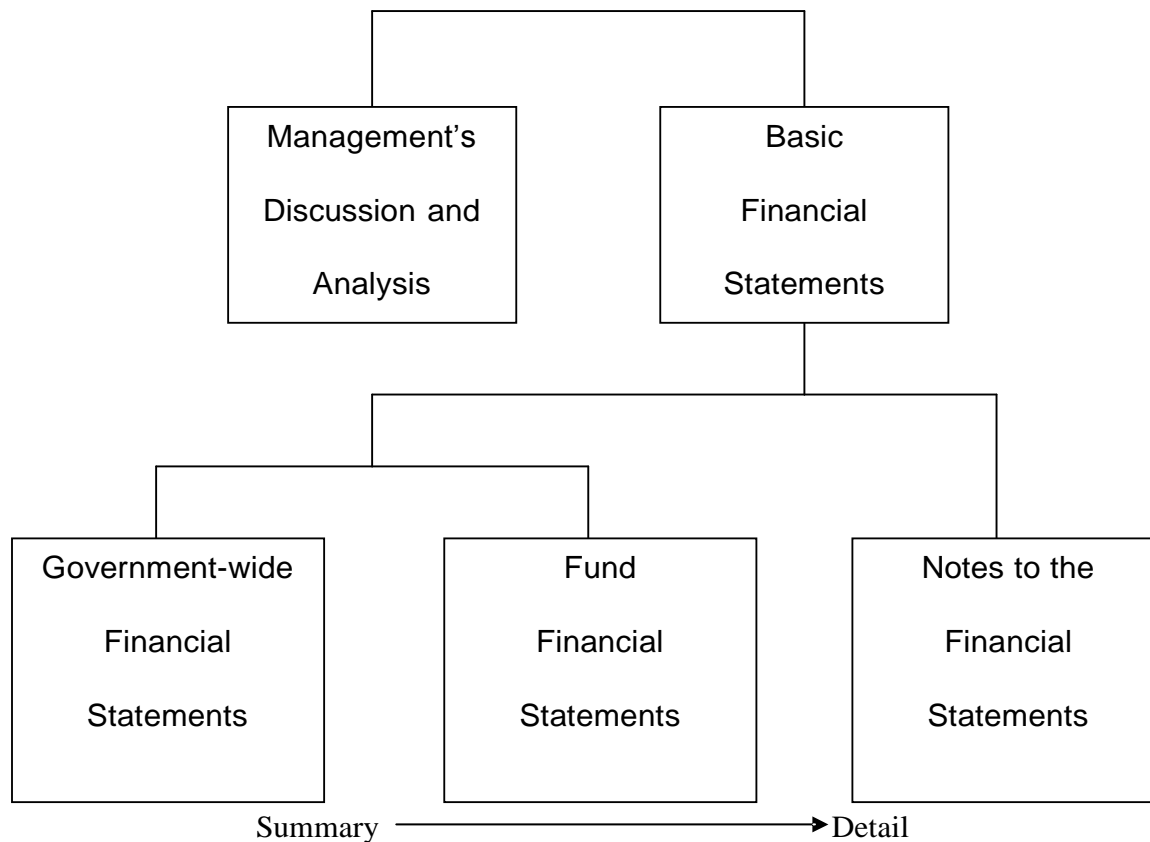 Management’s
Discussion and
Analysis
Basic
Financial
Statements
Government-wide
Financial
Statements
Fund
Financial
Statements
Notes to the
Financial
Statements
Summary
Detail